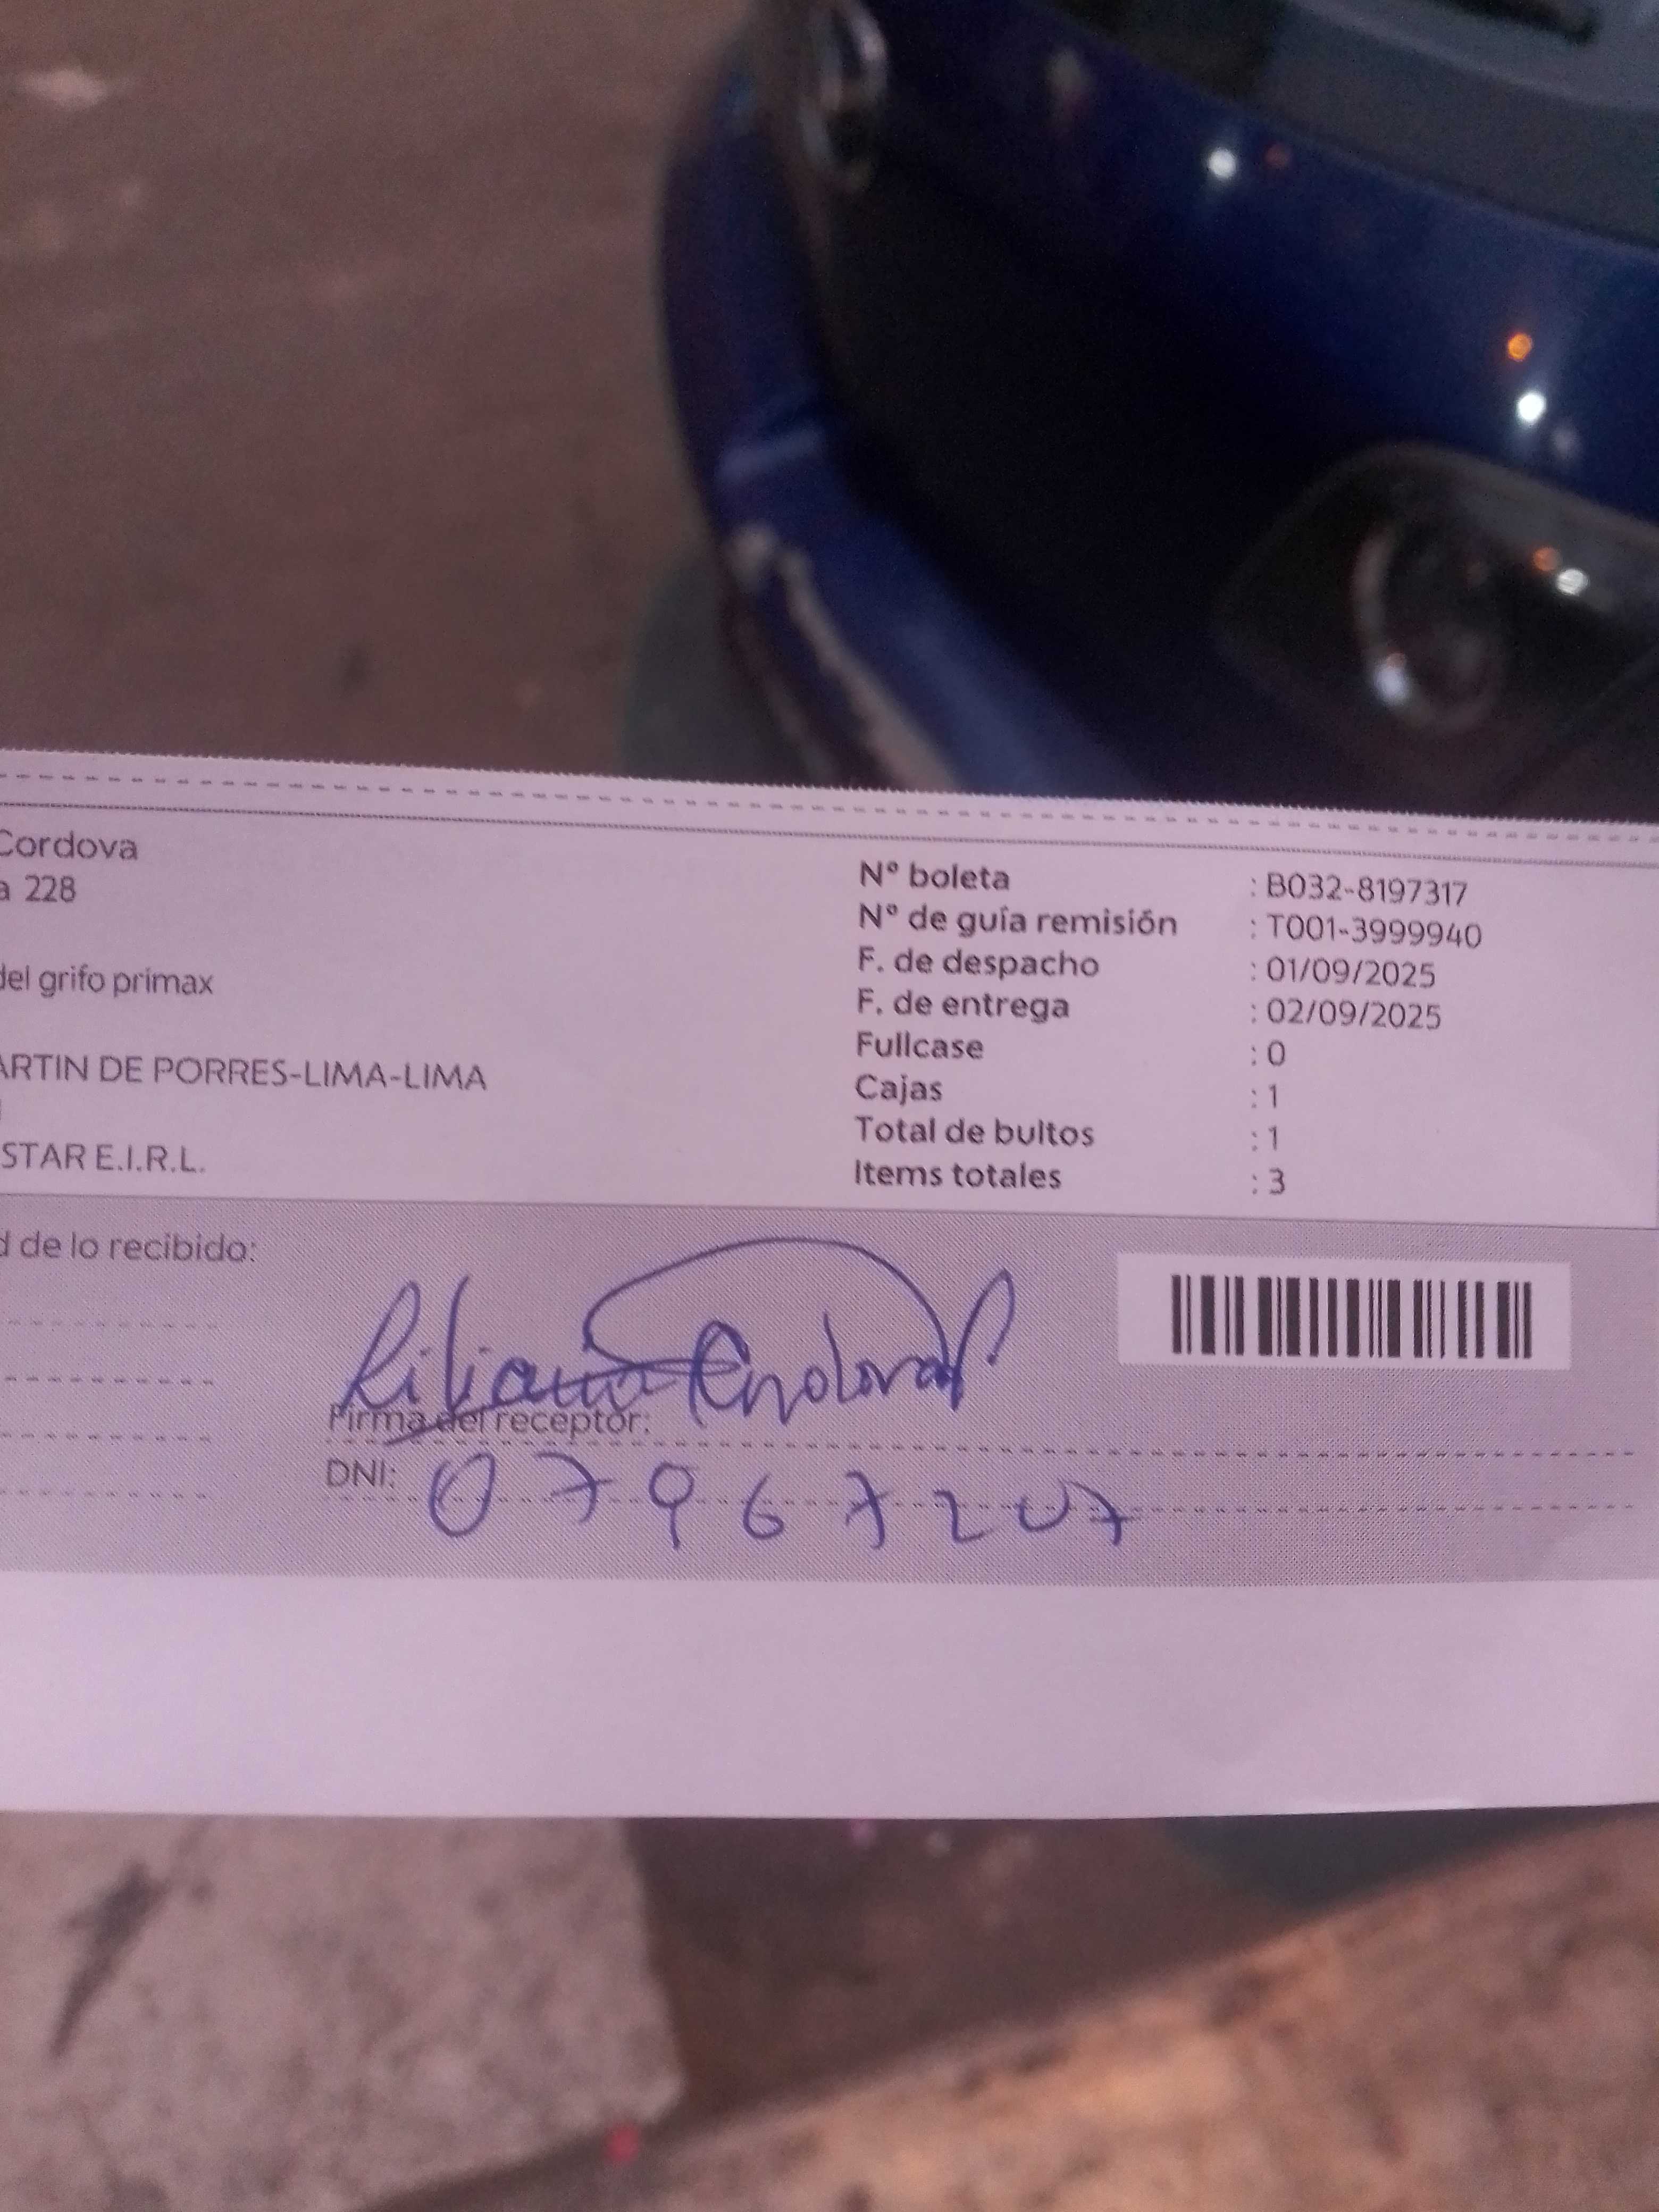 Cordova
a 228
del grifo primax
ARTIN DE PORRES-LIMA-LIMA
STAR E.I.R.L.
N° boleta : B032-8197317
N° de guía remisión : T001-3999940
F. de despacho : 01/09/2025
F. de entrega : 02/09/2025
Fullcase : 0
Cajas : 1
Total de bultos : 1
Items totales : 3
d de lo recibido:
Liliana
Firma del receptor:
DNI: 07967207